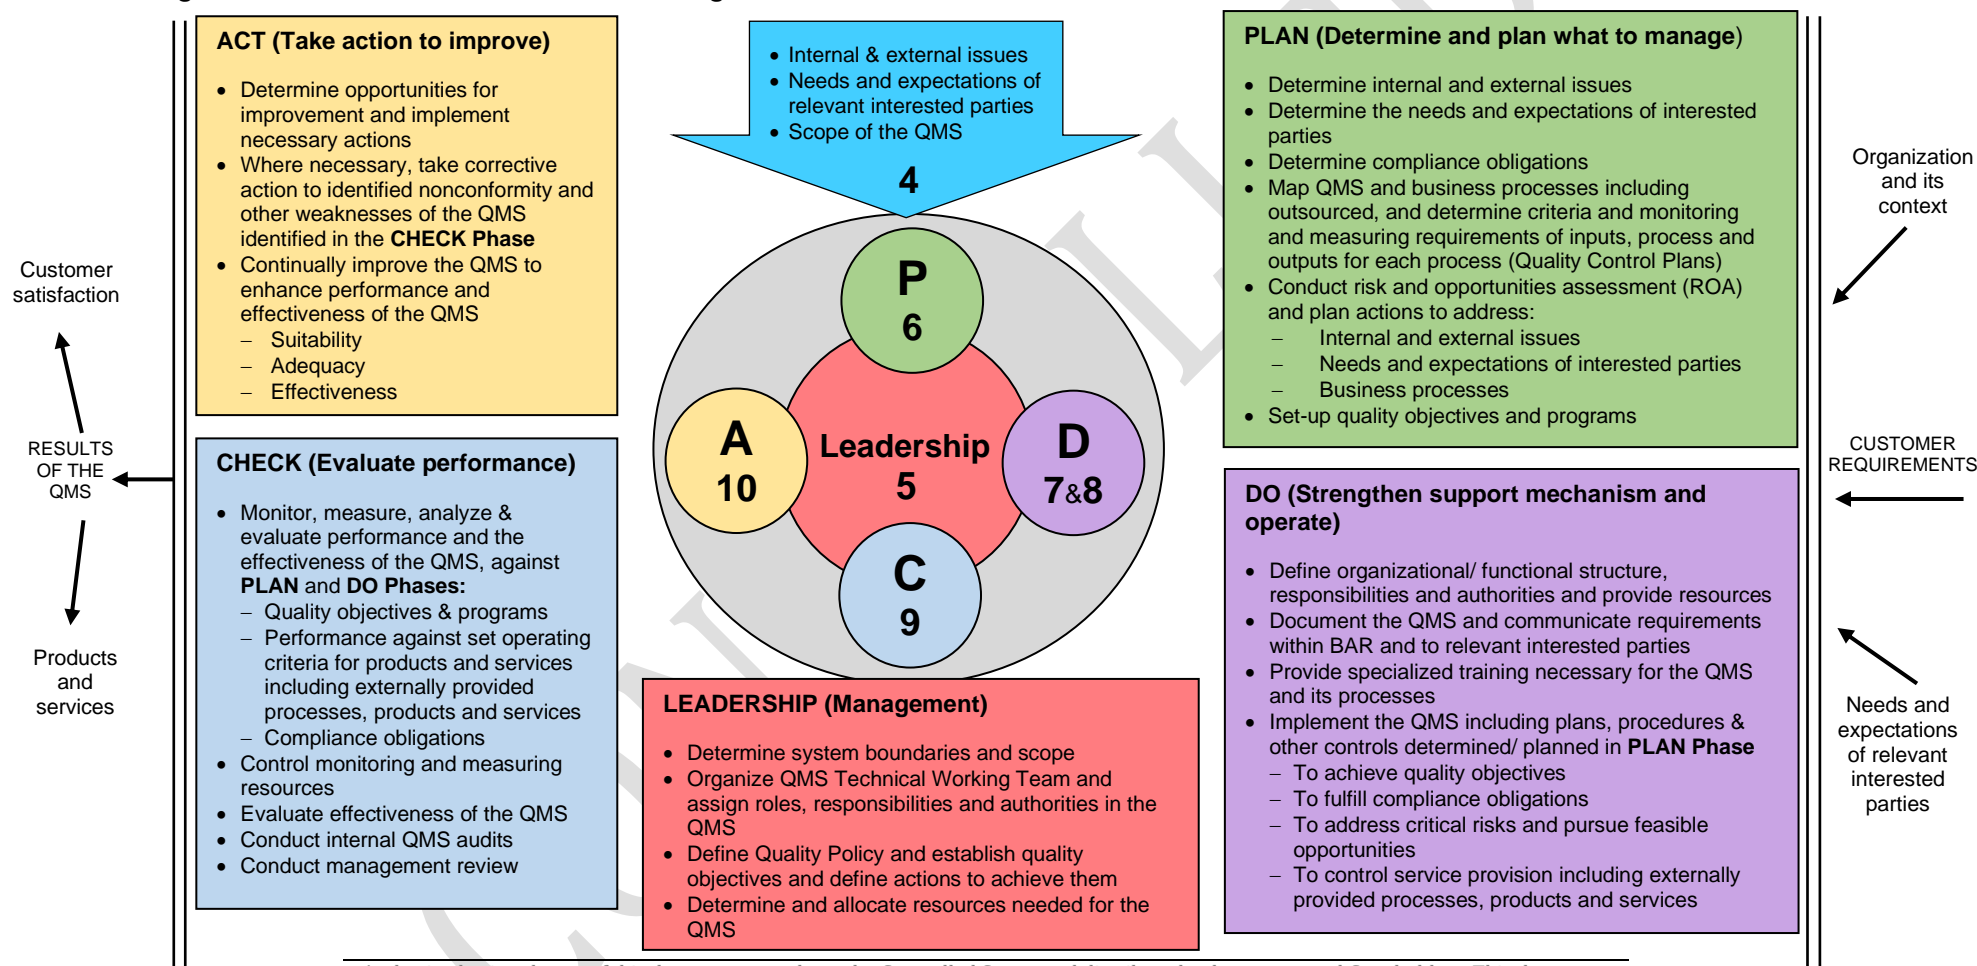 ACT (Take action to improve)
• Determine opportunities for
improvement and implement
necessary actions
• Where necessary, take corrective
action to identified nonconformity and
other weaknesses of the QMS
identified in the CHECK Phase
• Continually improve the QMS to
enhance performance and
effectiveness of the QMS
– Suitability
– Adequacy
– Effectiveness
• Internal & external issues
• Needs and expectations of
relevant interested parties
• Scope of the QMS
4
PLAN (Determine and plan what to manage)
• Determine internal and external issues
• Determine the needs and expectations of interested
parties
• Determine compliance obligations
• Map QMS and business processes including
outsourced, and determine criteria and monitoring
and measuring requirements of inputs, process and
outputs for each process (Quality Control Plans)
• Conduct risk and opportunities assessment (ROA)
and plan actions to address:
– Internal and external issues
– Needs and expectations of interested parties
– Business processes
• Set-up quality objectives and programs
Organization
and its
context
Customer
satisfaction
RESULTS
OF THE
QMS
Products
and
services
P
6
A
10
Leadership
5
D
7&8
C
9
CUSTOMER
REQUIREMENTS
CHECK (Evaluate performance)
• Monitor, measure, analyze &
evaluate performance and the
effectiveness of the QMS, against
PLAN and DO Phases:
– Quality objectives & programs
– Performance against set operating
criteria for products and services
including externally provided
processes, products and services
– Compliance obligations
• Control monitoring and measuring
resources
• Evaluate effectiveness of the QMS
• Conduct internal QMS audits
• Conduct management review
LEADERSHIP (Management)
• Determine system boundaries and scope
• Organize QMS Technical Working Team and
assign roles, responsibilities and authorities in the
QMS
• Define Quality Policy and establish quality
objectives and define actions to achieve them
• Determine and allocate resources needed for the
QMS
DO (Strengthen support mechanism and
operate)
• Define organizational/ functional structure,
responsibilities and authorities and provide resources
• Document the QMS and communicate requirements
within BAR and to relevant interested parties
• Provide specialized training necessary for the QMS
and its processes
• Implement the QMS including plans, procedures &
other controls determined/ planned in PLAN Phase
– To achieve quality objectives
– To fulfill compliance obligations
– To address critical risks and pursue feasible
opportunities
– To control service provision including externally
provided processes, products and services
Needs and
expectations
of relevant
interested
parties